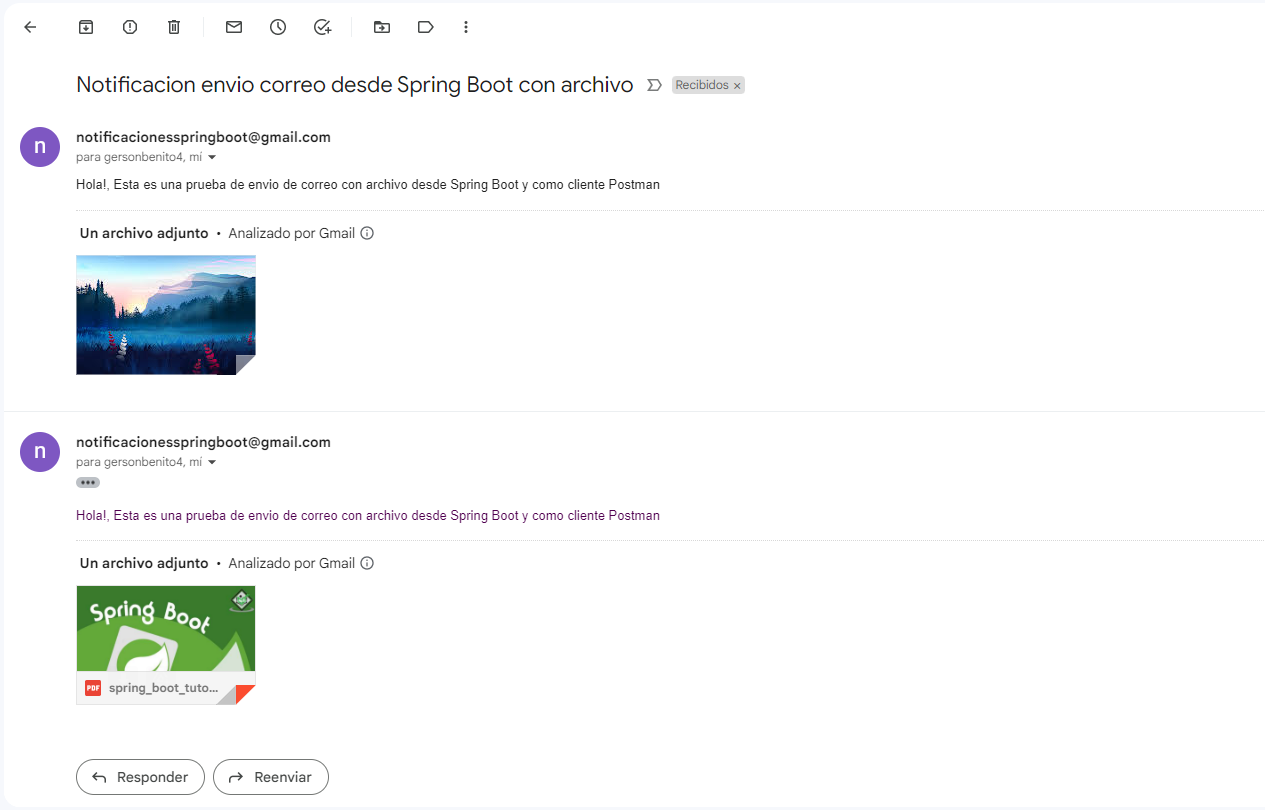 Notificacion envio correo desde Spring Boot con archivo Recibidos ×
n
notificacionesspringboot@gmail.com
para gersonbenito4, mí
Hola!, Esta es una prueba de envio de correo con archivo desde Spring Boot y como cliente Postman
Un archivo adjunto • Analizado por Gmail
n
notificacionesspringboot@gmail.com
para gersonbenito4, mí
Hola!, Esta es una prueba de envio de correo con archivo desde Spring Boot y como cliente Postman
Un archivo adjunto • Analizado por Gmail
Spring Boot
PDF spring_boot_tuto...
Responder Reenviar